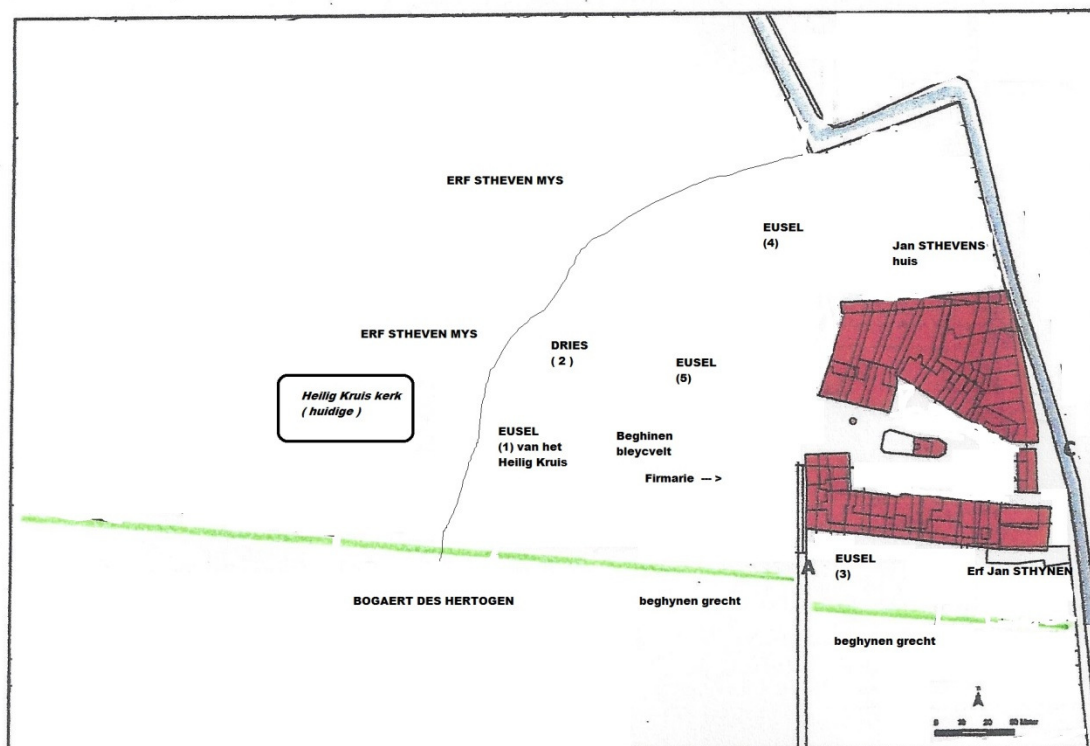 ERF STHEVEN MYS
EUSEL
(4)
Jan STHEVENS
huis
ERF STHEVEN MYS
DRIES
( 2 )
EUSEL
(5)
Heilig Kruis kerk
( huidige )
EUSEL
(1) van het
Heilig Kruis
Beghinen
bleycvelt
Firmarie --- >
C
A
EUSEL
(3)
Erf Jan STHYNEN
BOGAERT DES HERTOGEN
beghynen grecht
beghynen grecht
0 10 20 50 Meter